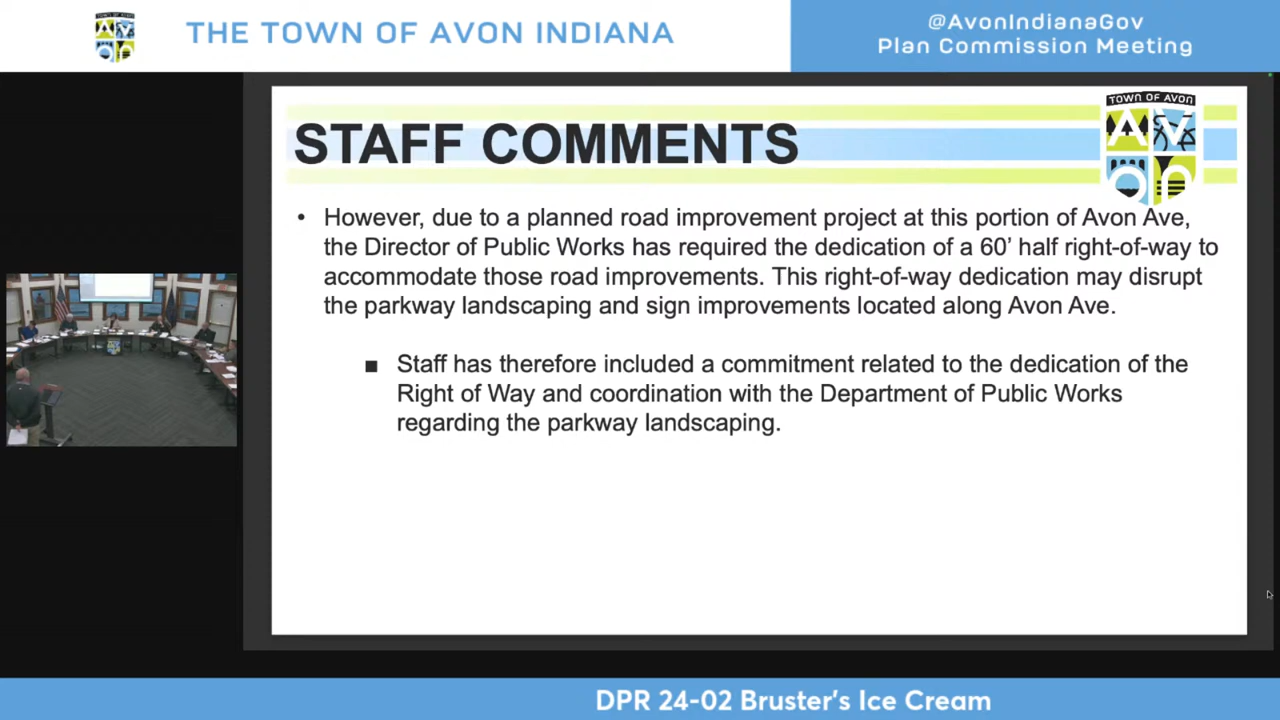 THE TOWN OF AVON INDIANA
@AvonIndianaGov
Plan Commission Meeting
TOWN OF AVON
Avon
STAFF COMMENTS
• However, due to a planned road improvement project at this portion of Avon Ave,
the Director of Public Works has required the dedication of a 60’ half right-of-way to
accommodate those road improvements. This right-of-way dedication may disrupt
the parkway landscaping and sign improvements located along Avon Ave.
■ Staff has therefore included a commitment related to the dedication of the
Right of Way and coordination with the Department of Public Works
regarding the parkway landscaping.
DPR 24-02 Bruster's Ice Cream